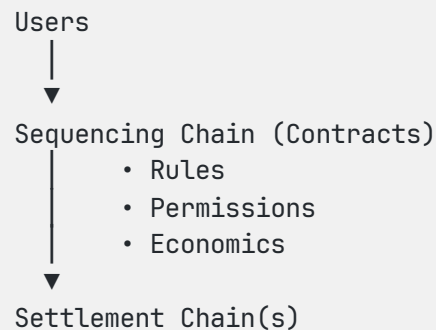 Users
Sequencing Chain (Contracts)
• Rules
• Permissions
• Economics
Settlement Chain(s)